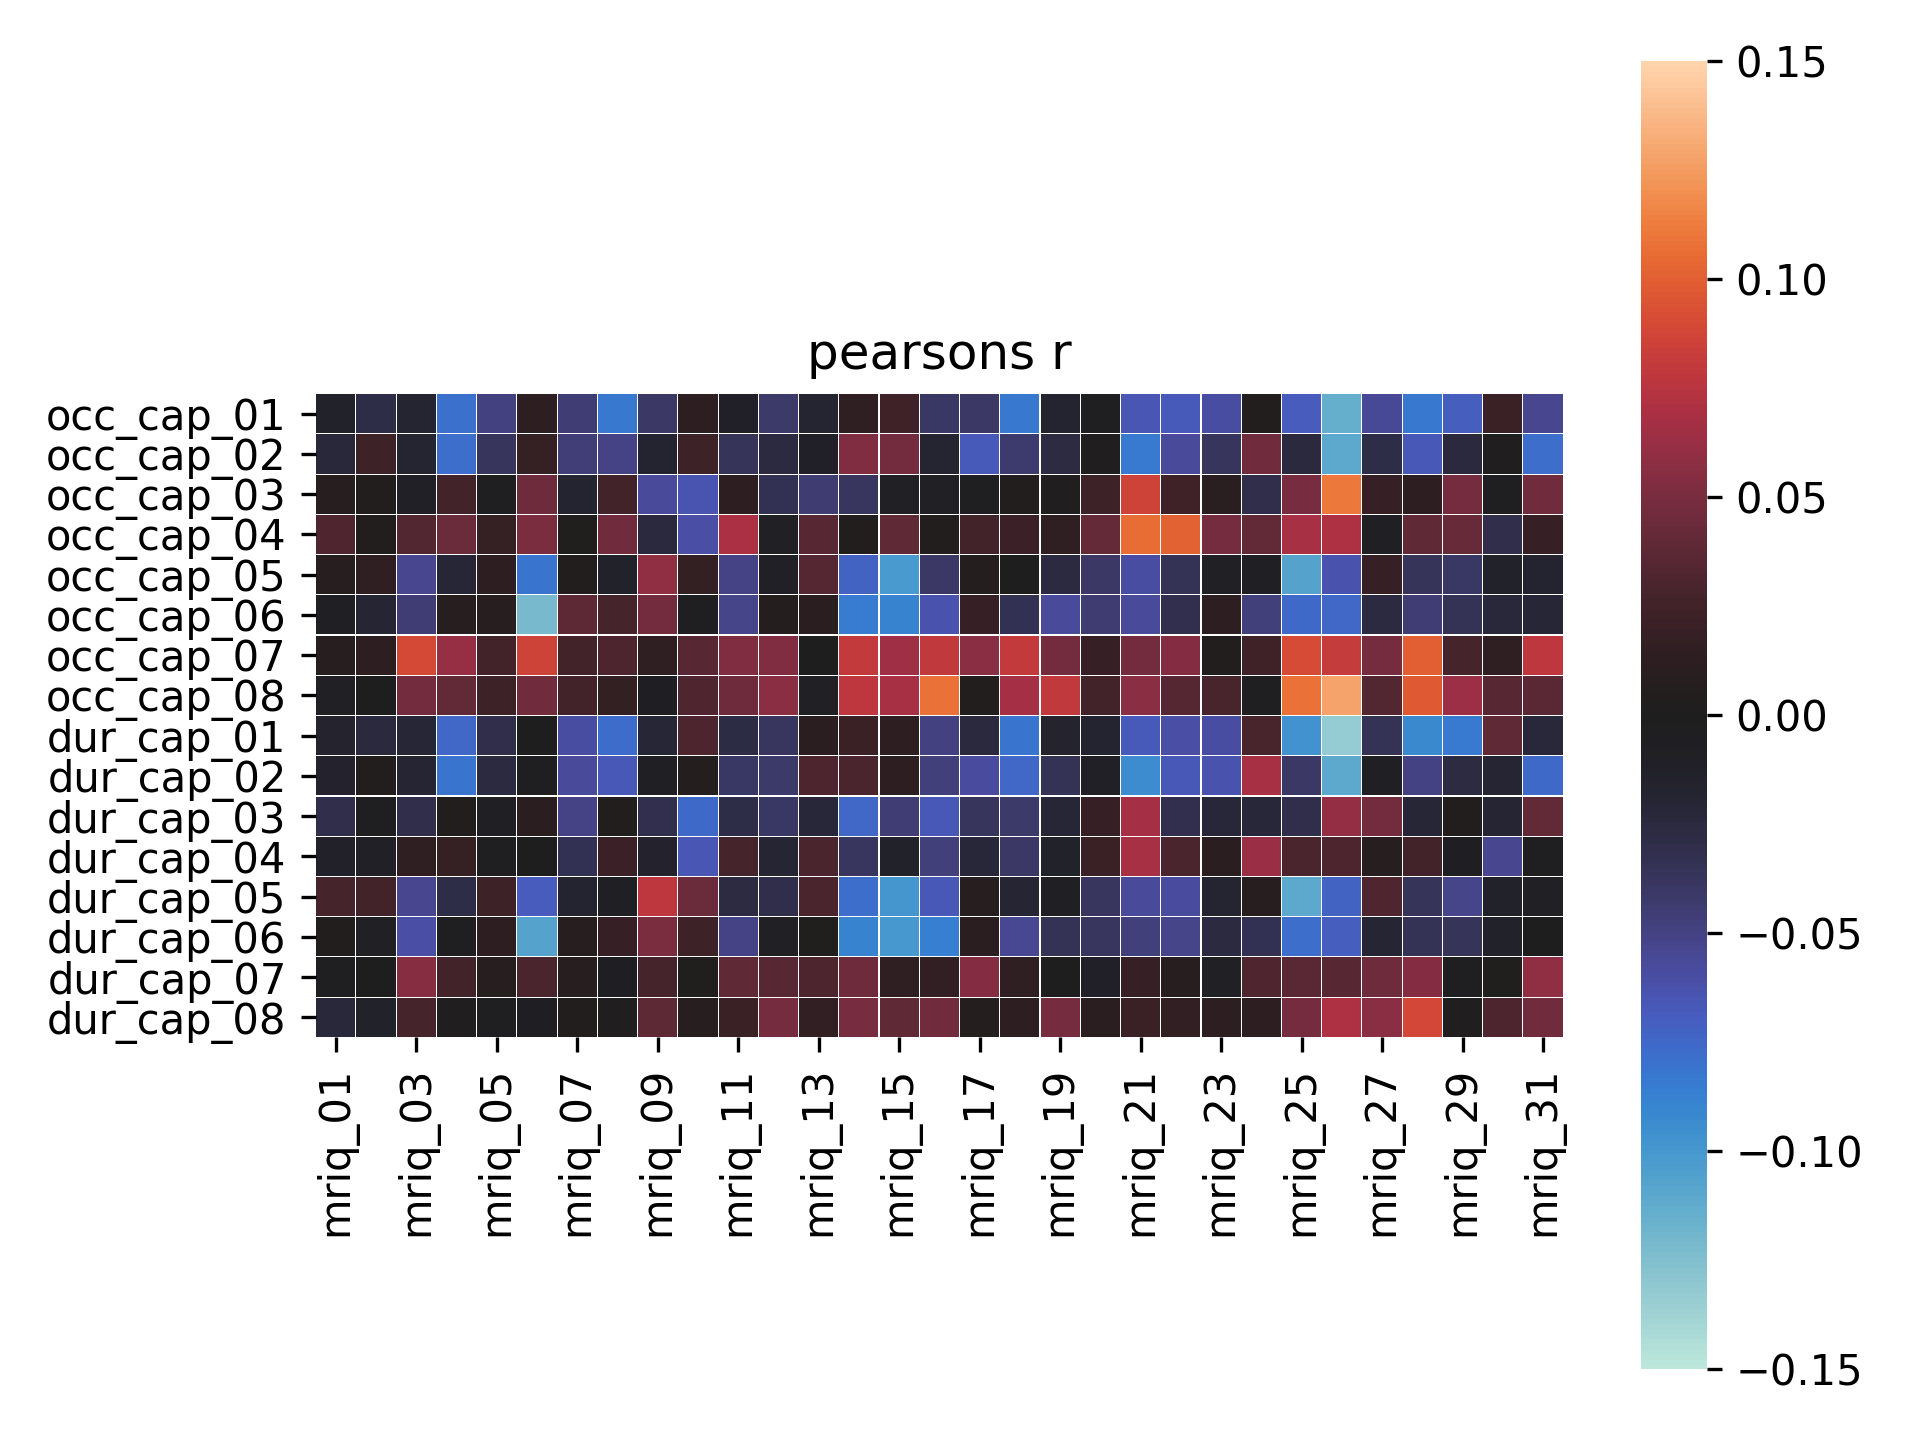 pearsons r
occ_cap_01
occ_cap_02
occ_cap_03
occ_cap_04
occ_cap_05
occ_cap_06
occ_cap_07
occ_cap_08
dur_cap_01
dur_cap_02
dur_cap_03
dur_cap_04
dur_cap_05
dur_cap_06
dur_cap_07
dur_cap_08
mriq_01
mriq_03
mriq_05
mriq_07
mriq_09
mriq_11
mriq_13
mriq_15
mriq_17
mriq_19
mriq_21
mriq_23
mriq_25
mriq_27
mriq_29
mriq_31
0.15
0.10
0.05
0.00
−0.05
−0.10
−0.15